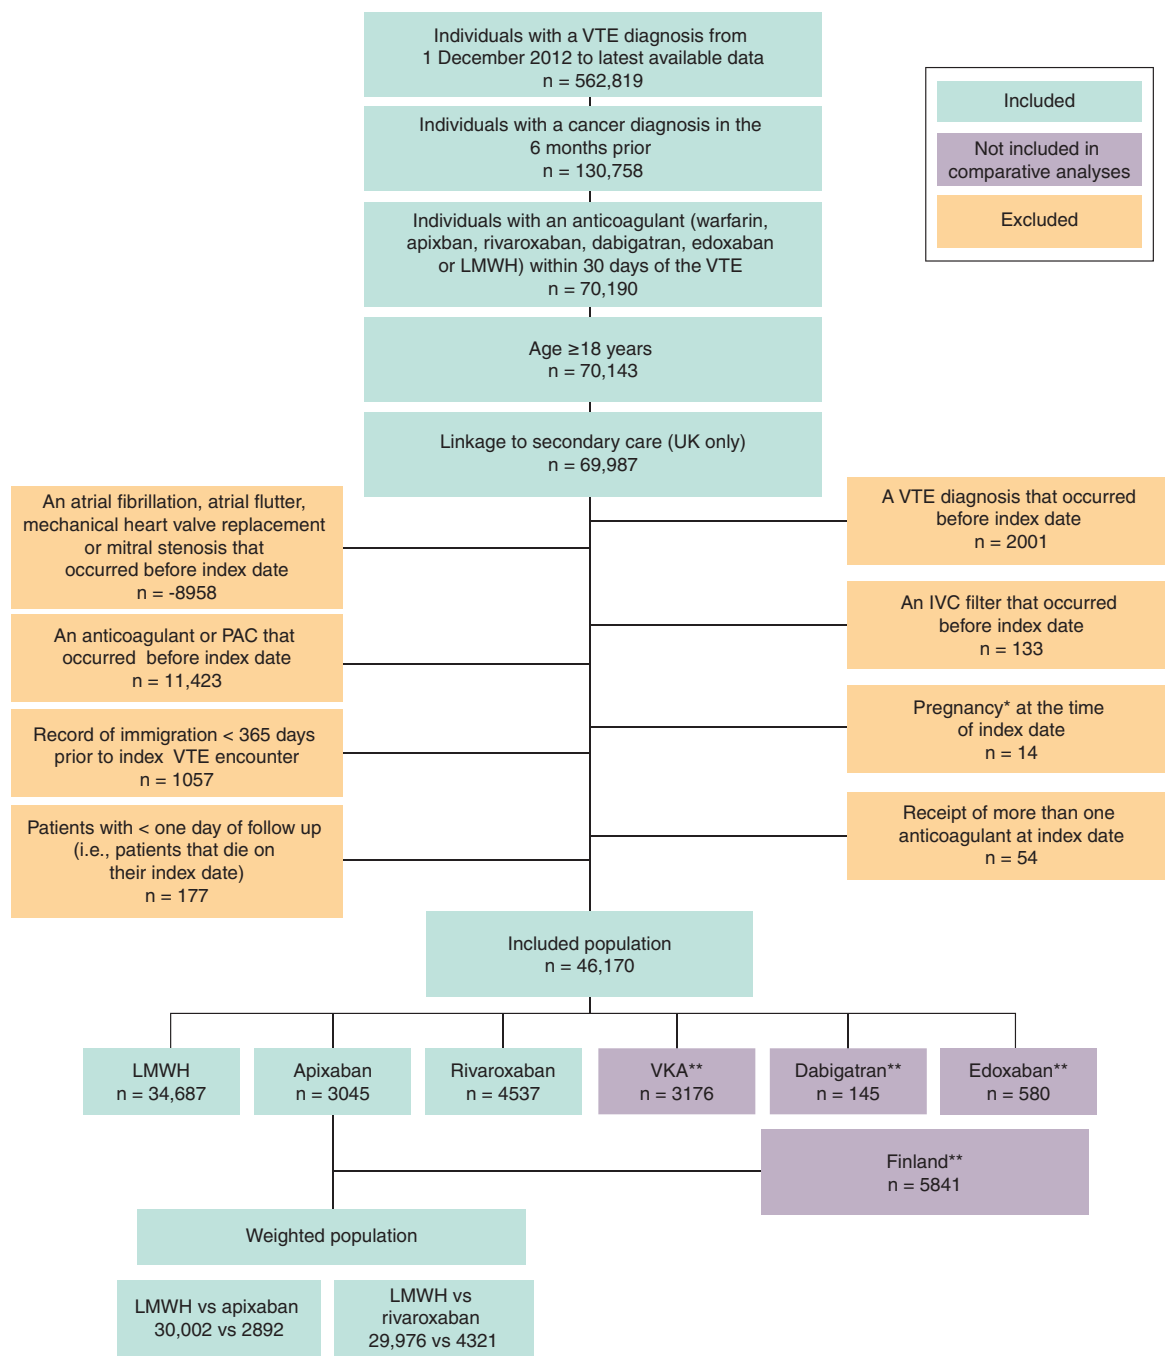 Individuals with a VTE diagnosis from
1 December 2012 to latest available data
n = 562,819
Individuals with a cancer diagnosis in the
6 months prior
n = 130,758
Individuals with an anticoagulant (warfarin,
apixban, rivaroxaban, dabigatran, edoxaban
or LMWH) within 30 days of the VTE
n = 70,190
Age ≥18 years
n = 70,143
Linkage to secondary care (UK only)
n = 69,987
Included
Not included in
comparative analyses
Excluded
An atrial fibrillation, atrial flutter,
mechanical heart valve replacement
or mitral stenosis that
occurred before index date
n = -8958
An anticoagulant or PAC that
occurred before index date
n = 11,423
Record of immigration < 365 days
prior to index VTE encounter
n = 1057
Patients with < one day of follow up
(i.e., patients that die on
their index date)
n = 177
A VTE diagnosis that occurred
before index date
n = 2001
An IVC filter that occurred
before index date
n = 133
Pregnancy* at the time
of index date
n = 14
Receipt of more than one
anticoagulant at index date
n = 54
Included population
n = 46,170
LMWH
n = 34,687
Apixaban
n = 3045
Rivaroxaban
n = 4537
VKA**
n = 3176
Dabigatran**
n = 145
Edoxaban**
n = 580
Finland**
n = 5841
Weighted population
LMWH vs apixaban
30,002 vs 2892
LMWH vs
rivaroxaban
29,976 vs 4321